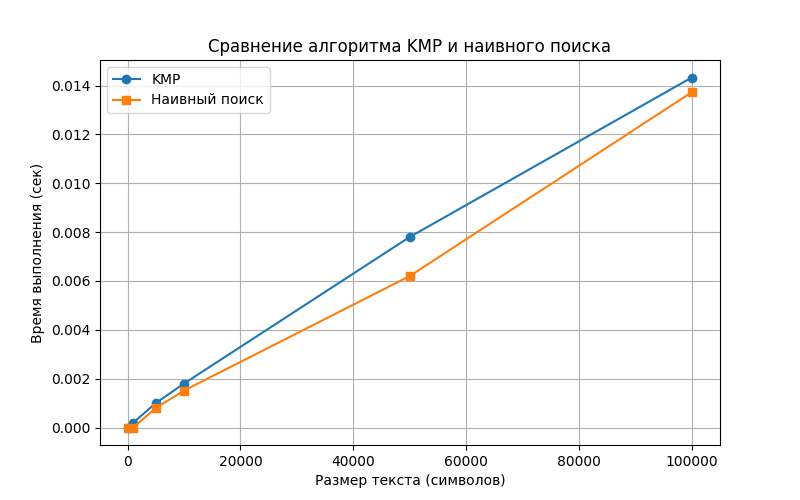 Сравнение алгоритма KMP и наивного поиска
KMP
Наивный поиск
Время выполнения (сек)
0.014
0.012
0.010
0.008
0.006
0.004
0.002
0.000
0
20000
40000
60000
80000
100000
Размер текста (символов)